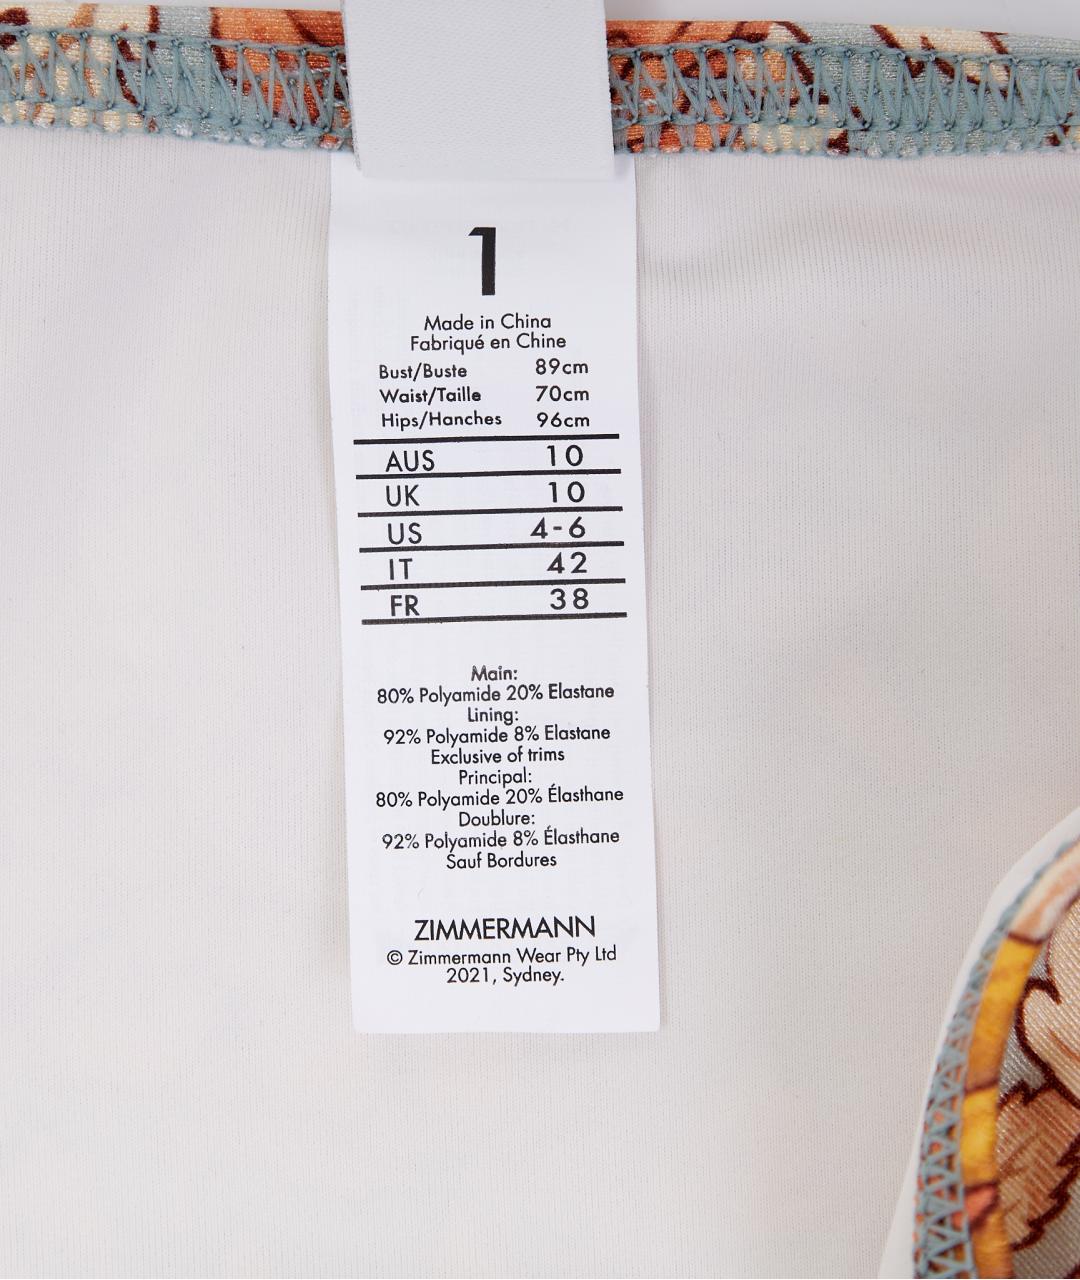 1
Made in China
Fabriqué en Chine
Bust/Buste 89cm
Waist/Taille 70cm
Hips/Hanches 96cm
AUS 10
UK 10
US 4-6
IT 42
FR 38
Main:
80% Polyamide 20% Elastane
Lining:
92% Polyamide 8% Elastane
Exclusive of trims
Principal:
80% Polyamide 20% Élasthane
Doublure:
92% Polyamide 8% Élasthane
Sauf Bordures
ZIMMERMANN
© Zimmermann Wear Pty Ltd
2021, Sydney.